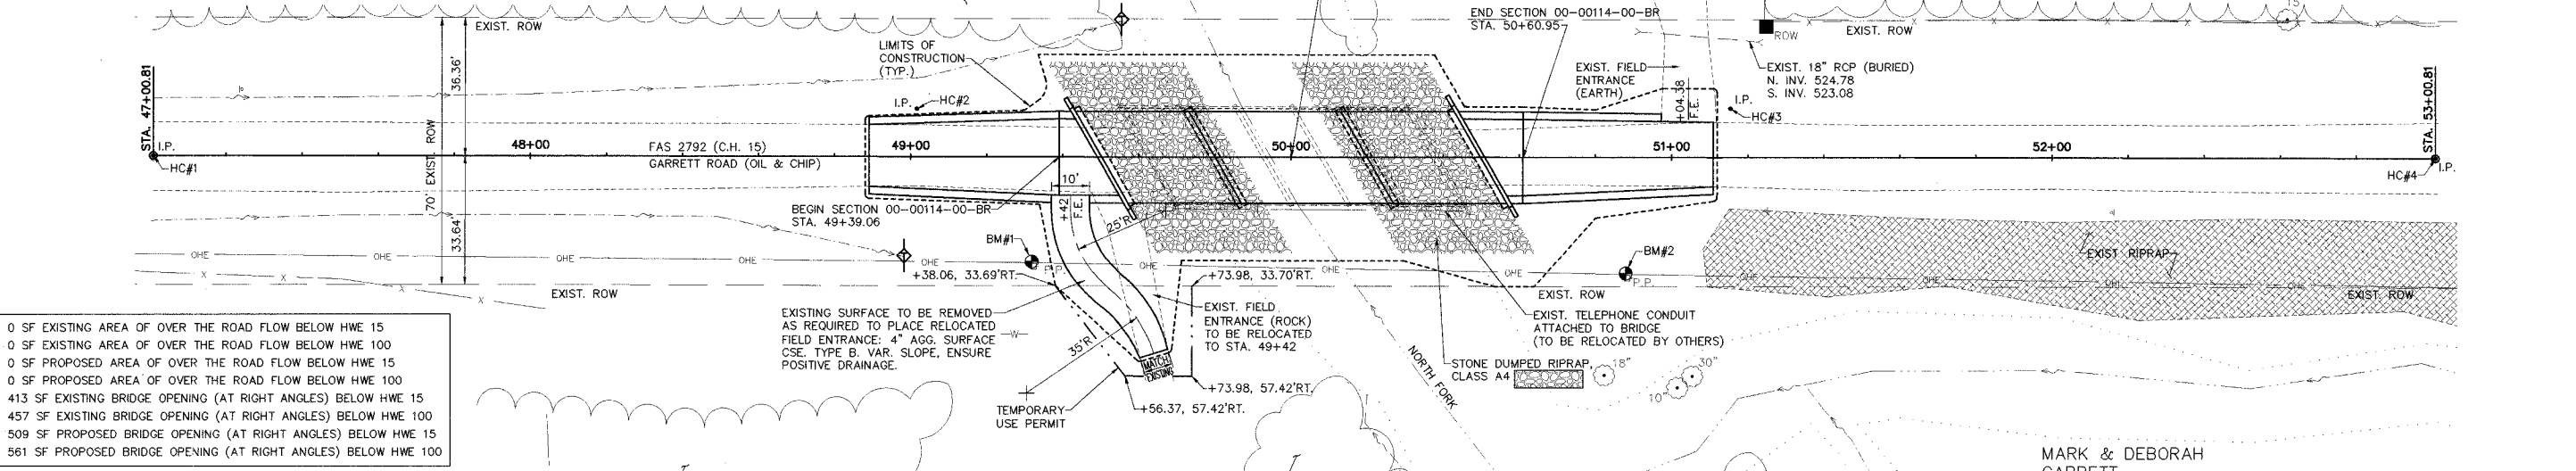 EXIST. ROW
36.36'
70' EXIST. ROW
33.64'
STA. 47+00.81
I.P.
HC#1
48+00
FAS 2792 (C.H. 15)
GARRETT ROAD (OIL & CHIP)
LIMITS OF
CONSTRUCTION
(TYP.)
I.P.
HC#2
49+00
10'
+42
F.E.
25'R
BEGIN SECTION 00-00114-00-BR
STA. 49+39.06
BM#1
P.P.
+38.06, 33.69'RT.
OHE
OHE
OHE
OHE
OHE
OHE
OHE
OHE
OHE
OHE
OHE
EXIST. ROW
EXISTING SURFACE TO BE REMOVED
AS REQUIRED TO PLACE RELOCATED
FIELD ENTRANCE: 4" AGG. SURFACE
CSE. TYPE B. VAR. SLOPE, ENSURE
POSITIVE DRAINAGE.
W
35'R
MATCH
EXISTING
TEMPORARY
USE PERMIT
+56.37, 57.42'RT.
+73.98, 57.42'RT.
+73.98, 33.70'RT.
EXIST. FIELD
ENTRANCE (ROCK)
TO BE RELOCATED
TO STA. 49+42
50+00
NORTH FORK
END SECTION 00-00114-00-BR
STA. 50+60.95
EXIST. FIELD
ENTRANCE
(EARTH)
+04.38
F.E.
ROW
EXIST. ROW
15"
EXIST. 18" RCP (BURIED)
N. INV. 524.78
S. INV. 523.08
I.P.
HC#3
51+00
52+00
STA. 53+00.81
HC#4
I.P.
BM#2
P.P.
EXIST RIPRAP
EXIST. ROW
EXIST. ROW
EXIST. TELEPHONE CONDUIT
ATTACHED TO BRIDGE
(TO BE RELOCATED BY OTHERS)
STONE DUMPED RIPRAP,
CLASS A4
18"
30"
10"
0 SF EXISTING AREA OF OVER THE ROAD FLOW BELOW HWE 15
0 SF EXISTING AREA OF OVER THE ROAD FLOW BELOW HWE 100
0 SF PROPOSED AREA OF OVER THE ROAD FLOW BELOW HWE 15
0 SF PROPOSED AREA OF OVER THE ROAD FLOW BELOW HWE 100
413 SF EXISTING BRIDGE OPENING (AT RIGHT ANGLES) BELOW HWE 15
457 SF EXISTING BRIDGE OPENING (AT RIGHT ANGLES) BELOW HWE 100
509 SF PROPOSED BRIDGE OPENING (AT RIGHT ANGLES) BELOW HWE 15
561 SF PROPOSED BRIDGE OPENING (AT RIGHT ANGLES) BELOW HWE 100
MARK & DEBORAH
GARRETT